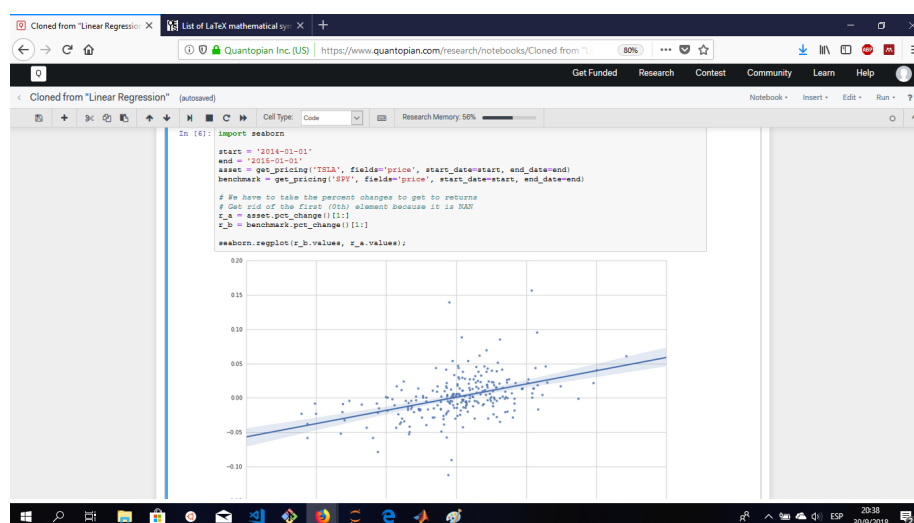 Cloned from "Linear Regression
List of LaTeX mathematical sym
Quantopian Inc. (US)
https://www.quantopian.com/research/notebooks/Cloned from "L
80%
Q
Get Funded Research Contest Community Learn Help
Cloned from "Linear Regression" (autosaved)
Notebook Insert Edit Run ?
Cell Type: Code
Research Memory: 56%
In [6]: import seaborn
start = '2014-01-01'
end = '2015-01-01'
asset = get_pricing('TSLA', fields='price', start_date=start, end_date=end)
benchmark = get_pricing('SPY', fields='price', start_date=start, end_date=end)
# We have to take the percent changes to get to returns
# Get rid of the first (0th) element because it is NAN
r_a = asset.pct_change()[1:]
r_b = benchmark.pct_change()[1:]
seaborn.regplot(r_b.values, r_a.values);
0.20
0.15
0.10
0.05
0.00
−0.05
−0.10
ESP
20:38
30/9/2018